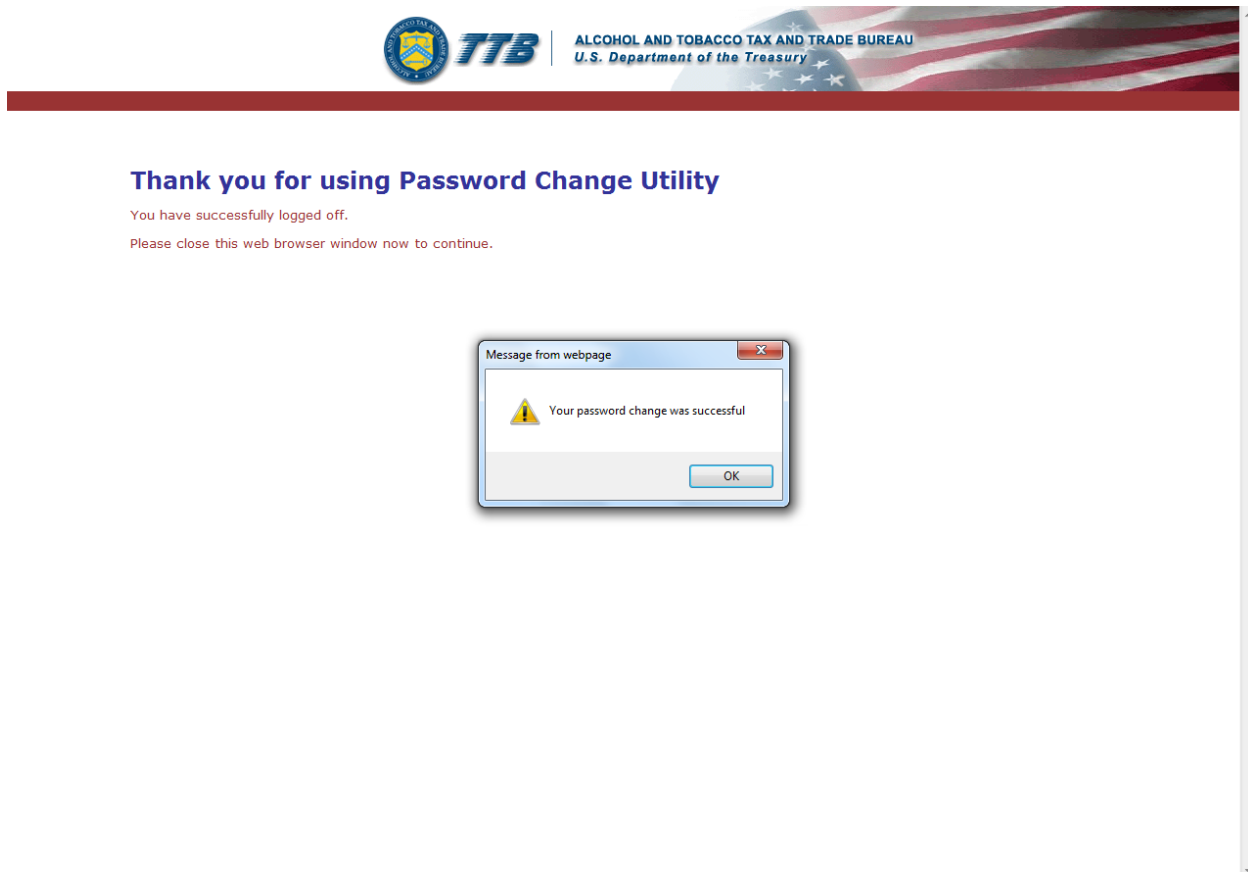 TTB
ALCOHOL AND TOBACCO TAX AND TRADE BUREAU
U.S. Department of the Treasury
Thank you for using Password Change Utility
You have successfully logged off.
Please close this web browser window now to continue.
Message from webpage
Your password change was successful
OK